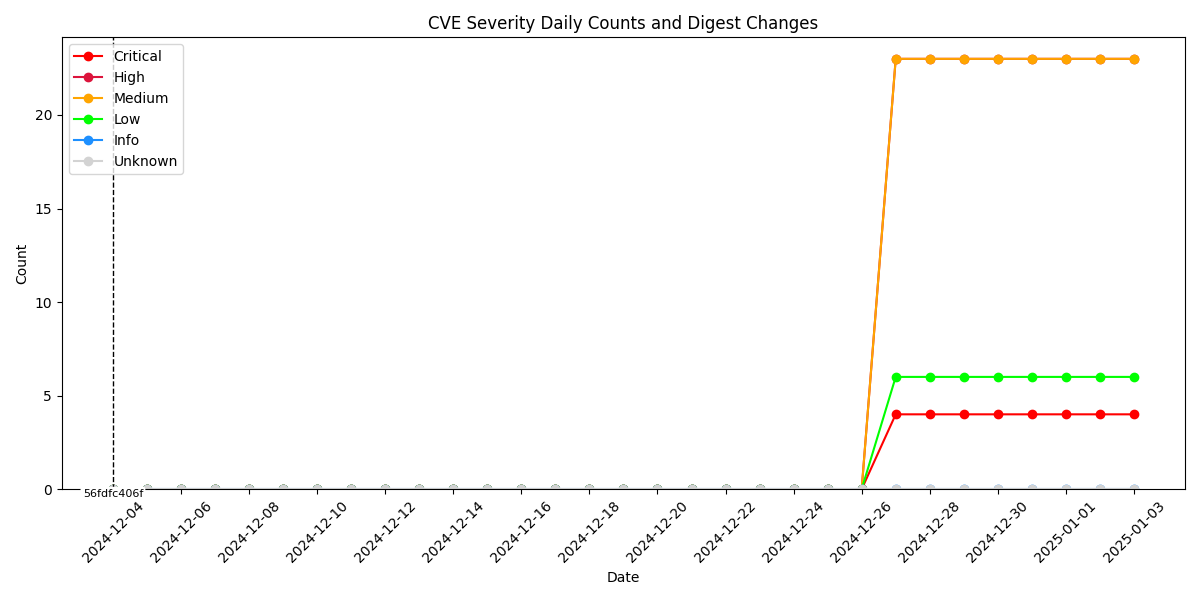 CVE Severity Daily Counts and Digest Changes
Critical
High
Medium
Low
Info
Unknown
Count
20
15
10
5
0
56fdfc406f
2024-12-04
2024-12-06
2024-12-08
2024-12-10
2024-12-12
2024-12-14
2024-12-16
2024-12-18
2024-12-20
2024-12-22
2024-12-24
2024-12-26
2024-12-28
2024-12-30
2025-01-01
2025-01-03
Date